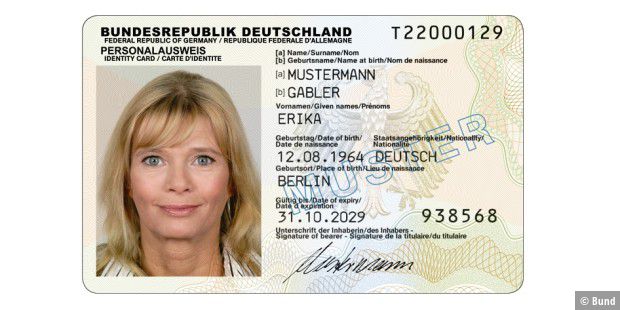 BUNDESREPUBLIK DEUTSCHLAND
FEDERAL REPUBLIC OF GERMANY / REPUBLIQUE FEDERALE D'ALLEMAGNE
PERSONALAUSWEIS
IDENTITY CARD / CARTE D'IDENTITE
T22000129
[a] Name/Surname/Nom
[b] Geburtsname/Name at birth/Nom de naissance
[a] MUSTERMANN
[b] GABLER
Vornamen/Given names/Prénoms
ERIKA
Geburtstag/Date of birth/
Date de naissance
Staatsangehörigkeit/Nationality/
Nationalité
12.08.1964 DEUTSCH
Geburtsort/Place of birth/Lieu de naissance
BERLIN
Gültig bis/Date of expiry/
Date d'expiration
31.10.2029
938568
Unterschrift der Inhaberin/des Inhabers -
Signature of bearer - Signature de la titulaire/du titulaire
Mustermann
MUSTER
© Bund